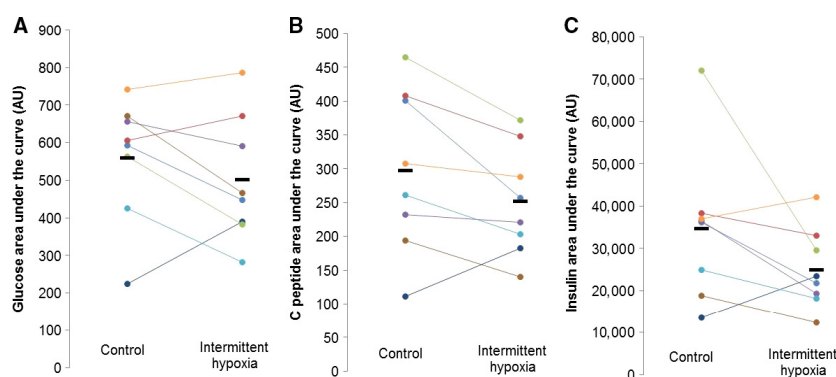 A
Glucose area under the curve (AU)
900
800
700
600
500
400
300
200
100
0
Control
Intermittent
hypoxia
B
C peptide area under the curve (AU)
500
450
400
350
300
250
200
150
100
50
0
Control
Intermittent
hypoxia
C
Insulin area under the curve (AU)
80,000
70,000
60,000
50,000
40,000
30,000
20,000
10,000
0
Control
Intermittent
hypoxia